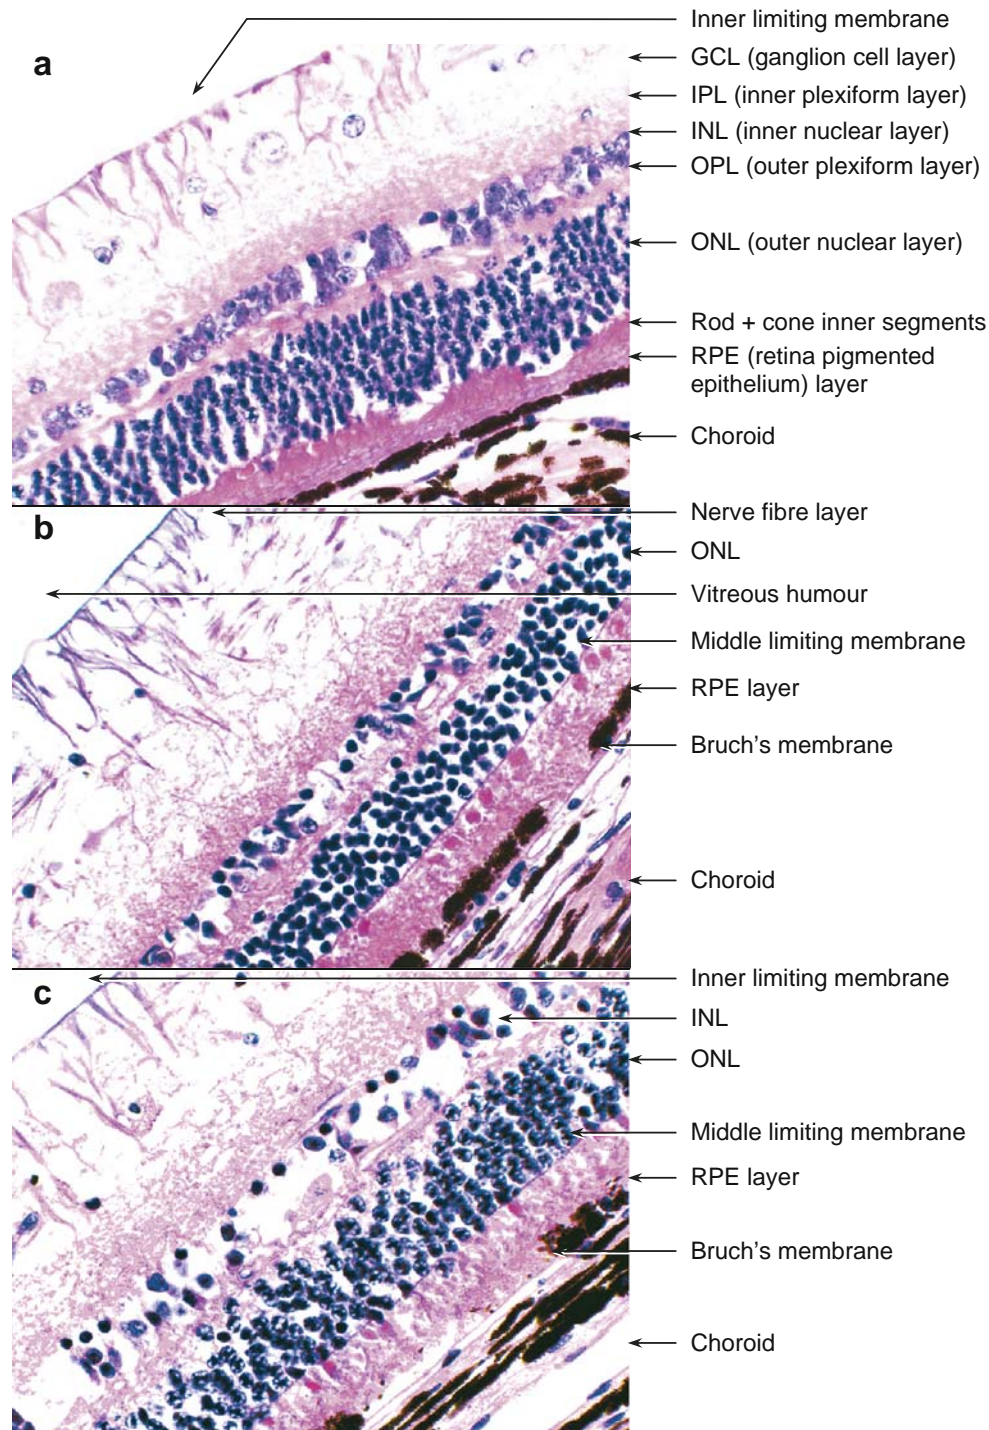 Inner limiting membrane
a
GCL (ganglion cell layer)
IPL (inner plexiform layer)
INL (inner nuclear layer)
OPL (outer plexiform layer)
ONL (outer nuclear layer)
Rod + cone inner segments
RPE (retina pigmented
epithelium) layer
Choroid
b
Nerve fibre layer
ONL
Vitreous humour
Middle limiting membrane
RPE layer
Bruch's membrane
Choroid
c
Inner limiting membrane
INL
ONL
Middle limiting membrane
RPE layer
Bruch's membrane
Choroid